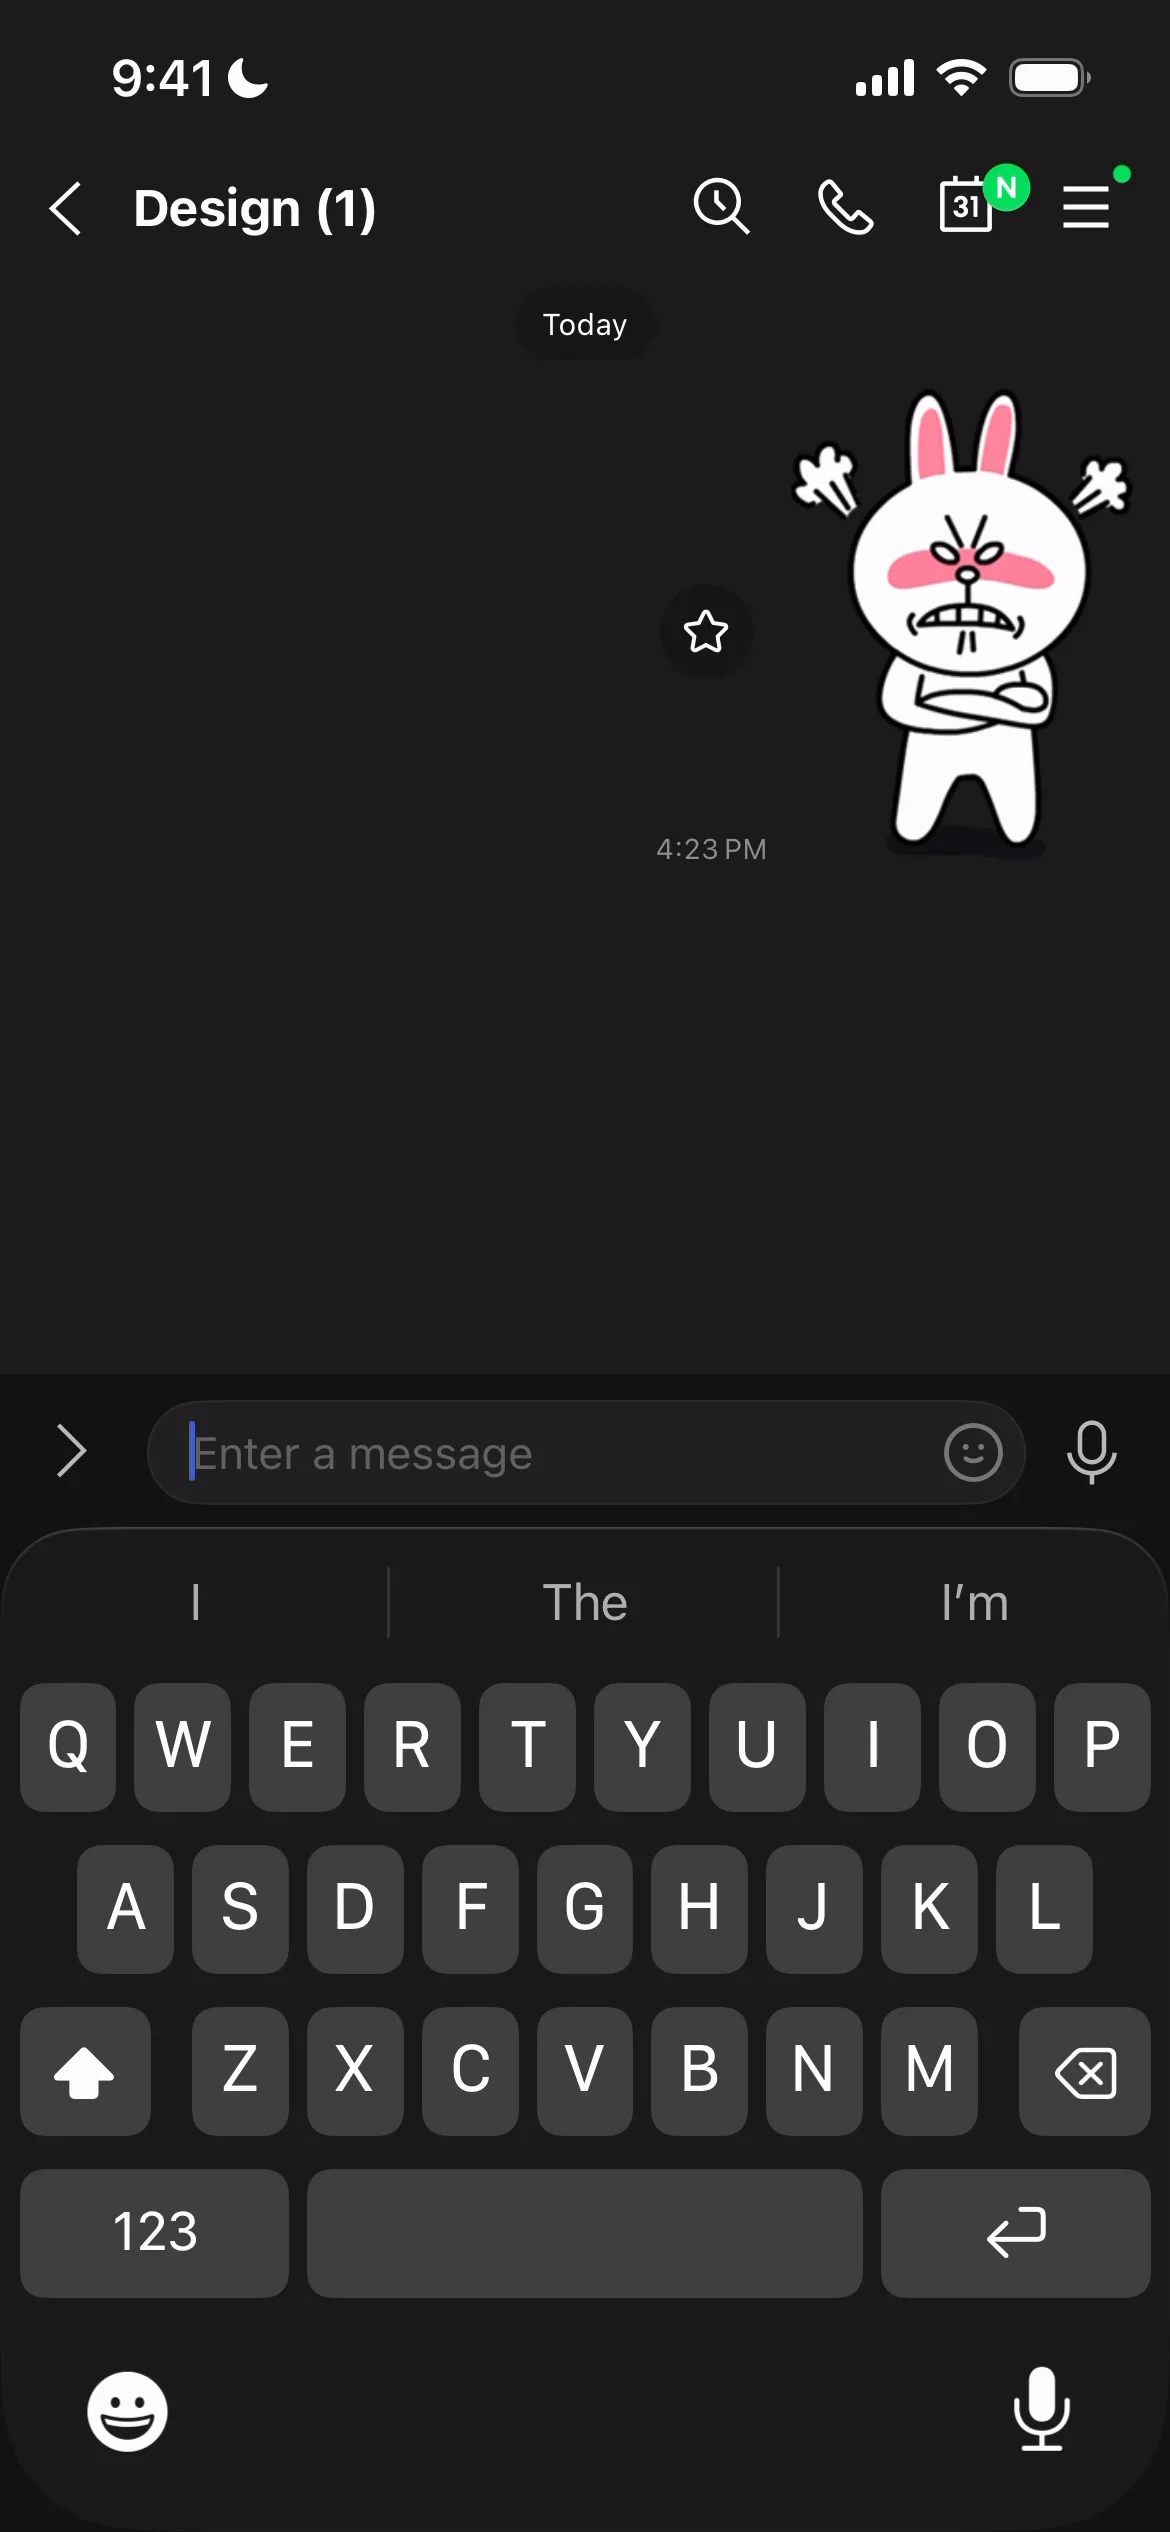 9:41
Design (1)
31
N
Today
4:23 PM
Enter a message
I The I’m
Q W E R T Y U I O P
A S D F G H J K L
Z X C V B N M
123